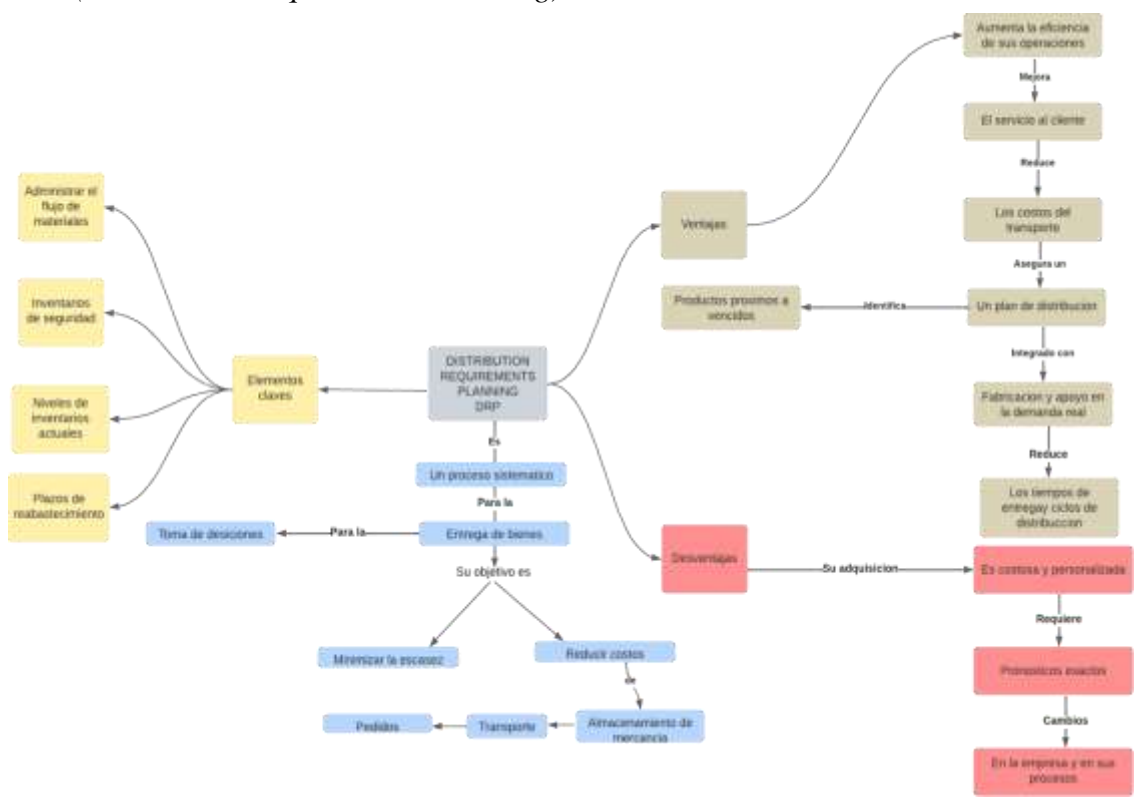 Aumenta la eficiencia
de sus operaciones
Mejora
El servicio al cliente
Reduce
Los costos del
transporte
Asegura un
Un plan de distribucion
Identifica
Productos proximos a
vencidos
Integrado con
Fabricacion y apoyo en
la demanda real
Reduce
Los tiempos de
entregay ciclos de
distribuccion
Ventajas
Administrar el
flujo de
materiales
Inventarios
de seguridad
Niveles de
inventarios
actuales
Plazos de
reabastecimiento
Elementos
claves
DISTRIBUTION
REQUIREMENTS
PLANNING
DRP
Es
Un proceso sistematico
Para la
Entrega de bienes
Para la
Toma de desiciones
Su objetivo es
Minimizar la escasez
Reducir costos
de
Almacenamiento de
mercancia
Transporte
Pedidos
Desventajas
Su adquisicion
Es costosa y personalizada
Requiere
Pronosticos exactos
Cambios
En la empresa y en sus
procesos